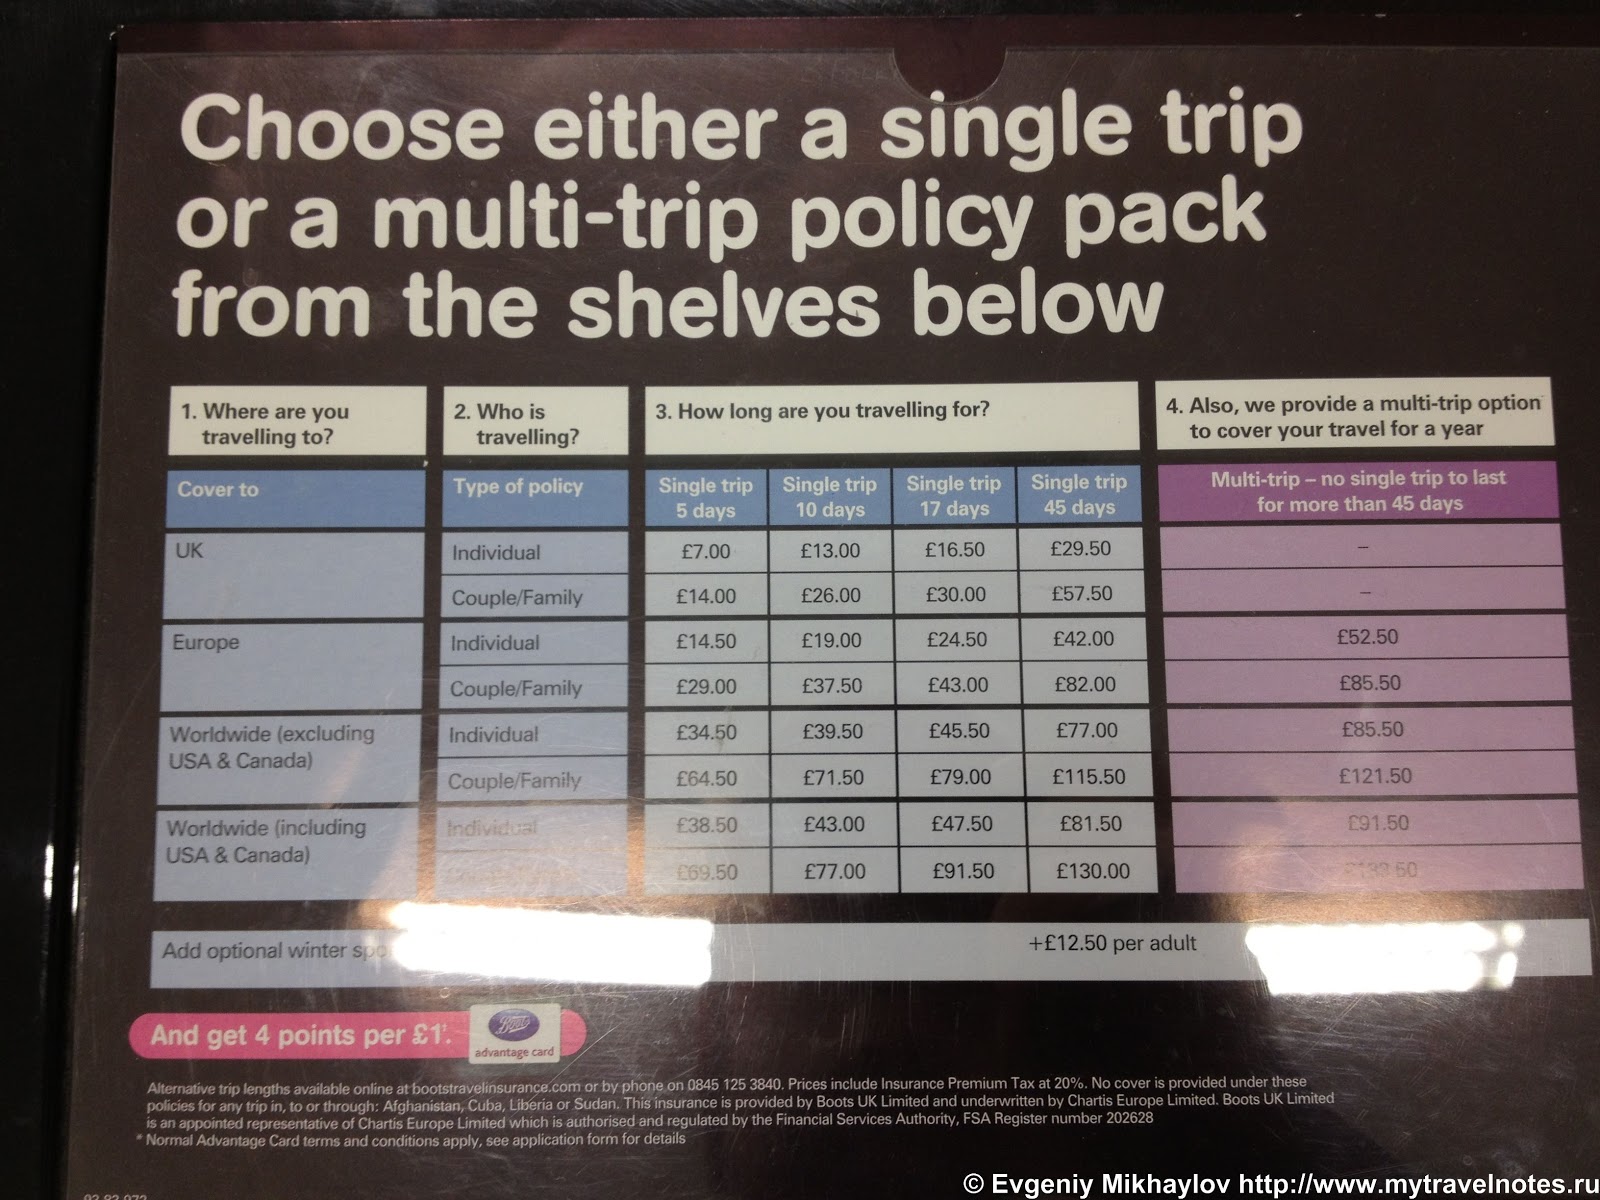 Choose either a single trip
or a multi-trip policy pack
from the shelves below
1. Where are you
travelling to?
2. Who is
travelling?
3. How long are you travelling for?
4. Also, we provide a multi-trip option
to cover your travel for a year
Cover to
Type of policy
Single trip
5 days
Single trip
10 days
Single trip
17 days
Single trip
45 days
Multi-trip – no single trip to last
for more than 45 days
UK
Individual £7.00 £13.00 £16.50 £29.50 –
Couple/Family £14.00 £26.00 £30.00 £57.50 –
Europe
Individual £14.50 £19.00 £24.50 £42.00 £52.50
Couple/Family £29.00 £37.50 £43.00 £82.00 £85.50
Worldwide (excluding
USA & Canada)
Individual £34.50 £39.50 £45.50 £77.00 £85.50
Couple/Family £64.50 £71.50 £79.00 £115.50 £121.50
Worldwide (including
USA & Canada)
Individual £38.50 £43.00 £47.50 £81.50 £91.50
£69.50 £77.00 £91.50 £130.00
Add optional winter +£12.50 per adult
And get 4 points per £1.
Boots
advantage card
Alternative trip lengths available online at bootstravelinsurance.com or by phone on 0845 125 3840. Prices include Insurance Premium Tax at 20%. No cover is provided under these
policies for any trip in, to or through: Afghanistan, Cuba, Liberia or Sudan. This insurance is provided by Boots UK Limited and underwritten by Chartis Europe Limited. Boots UK Limited
is an appointed representative of Chartis Europe Limited which is authorised and regulated by the Financial Services Authority, FSA Register number 202628
* Normal Advantage Card terms and conditions apply, see application form for details
© Evgeniy Mikhaylov http://www.mytravelnotes.ru